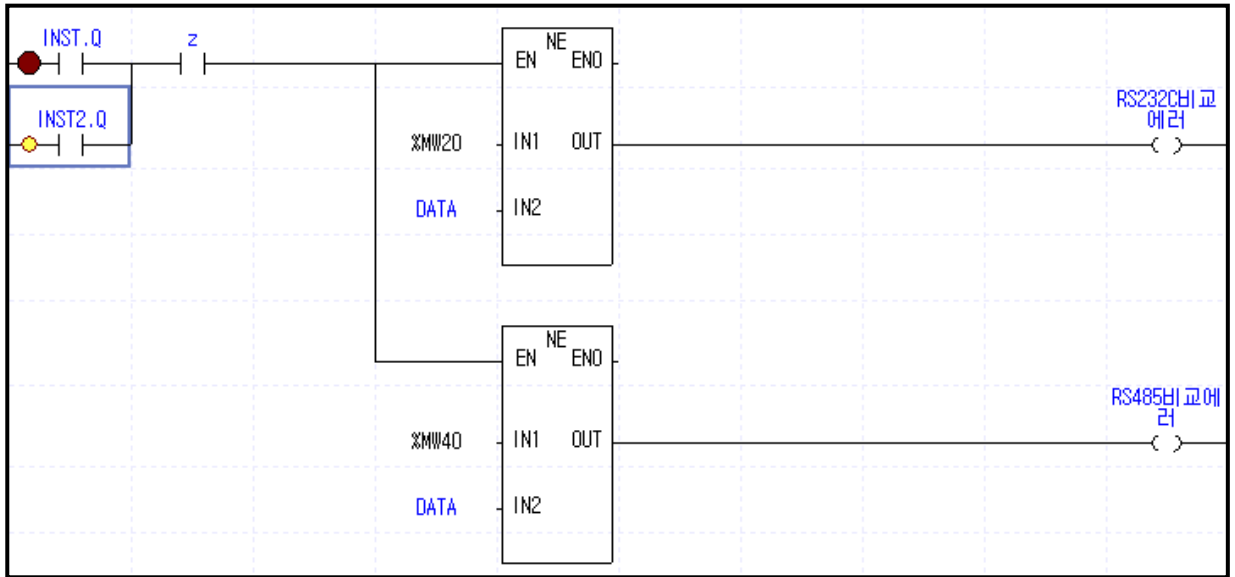 INST.Q
z
NE
EN ENO
RS232C비교
에러
INST2.Q
%MW20
IN1 OUT
DATA
IN2
NE
EN ENO
RS485비교에
러
%MW40
IN1 OUT
DATA
IN2